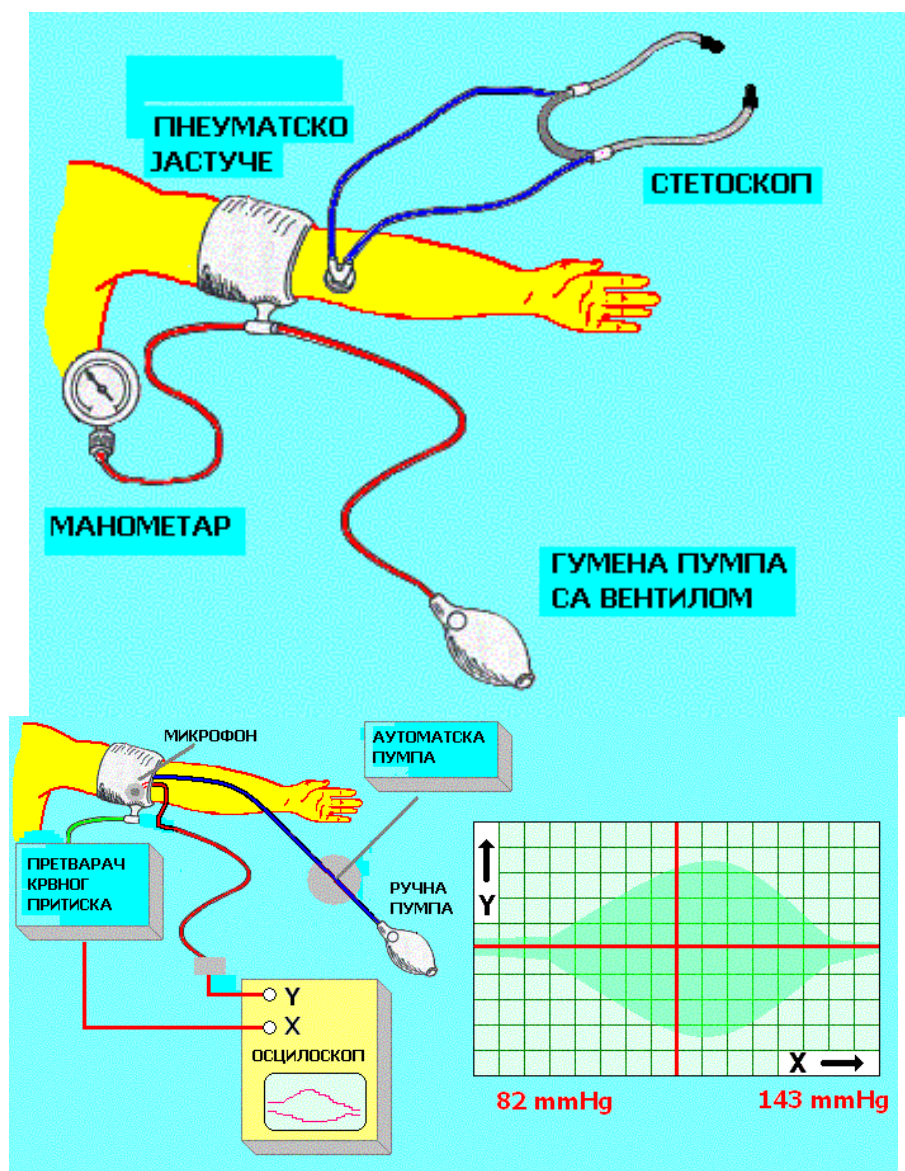 ПНЕУМАТСКО
ЈАСТУЧЕ
СТЕТОСКОП
МАНОМЕТАР
ГУМЕНА ПУМПА
СА ВЕНТИЛОМ
МИКРОФОН
АУТОМАТСКА
ПУМПА
ПРЕТВАРАЧ
КРВНОГ
ПРИТИСКА
РУЧНА
ПУМПА
Y
X
ОСЦИЛОСКОП
Y
X
82 mmHg
143 mmHg